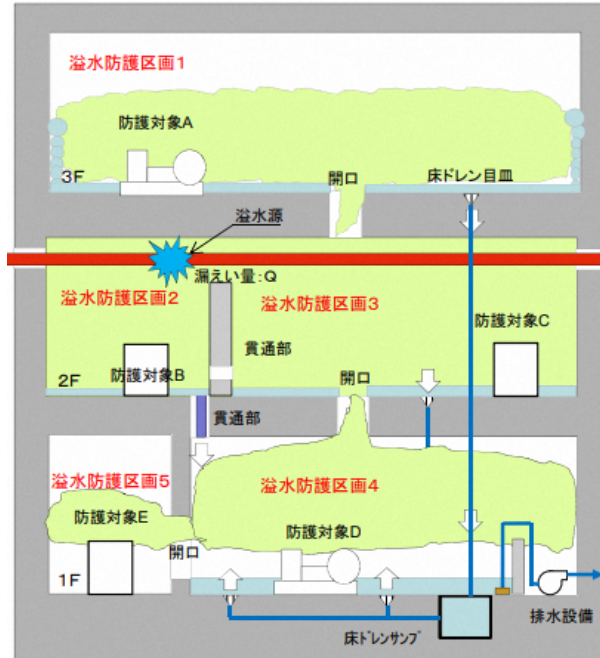 溢水防護区画1
防護対象A
3F
開口
床ドレン目皿
溢水源
漏えい量:Q
溢水防護区画2
溢水防護区画3
防護対象C
貫通部
防護対象B
2F
開口
貫通部
溢水防護区画5
溢水防護区画4
防護対象E
防護対象D
開口
1F
排水設備
床ドレンサンプ